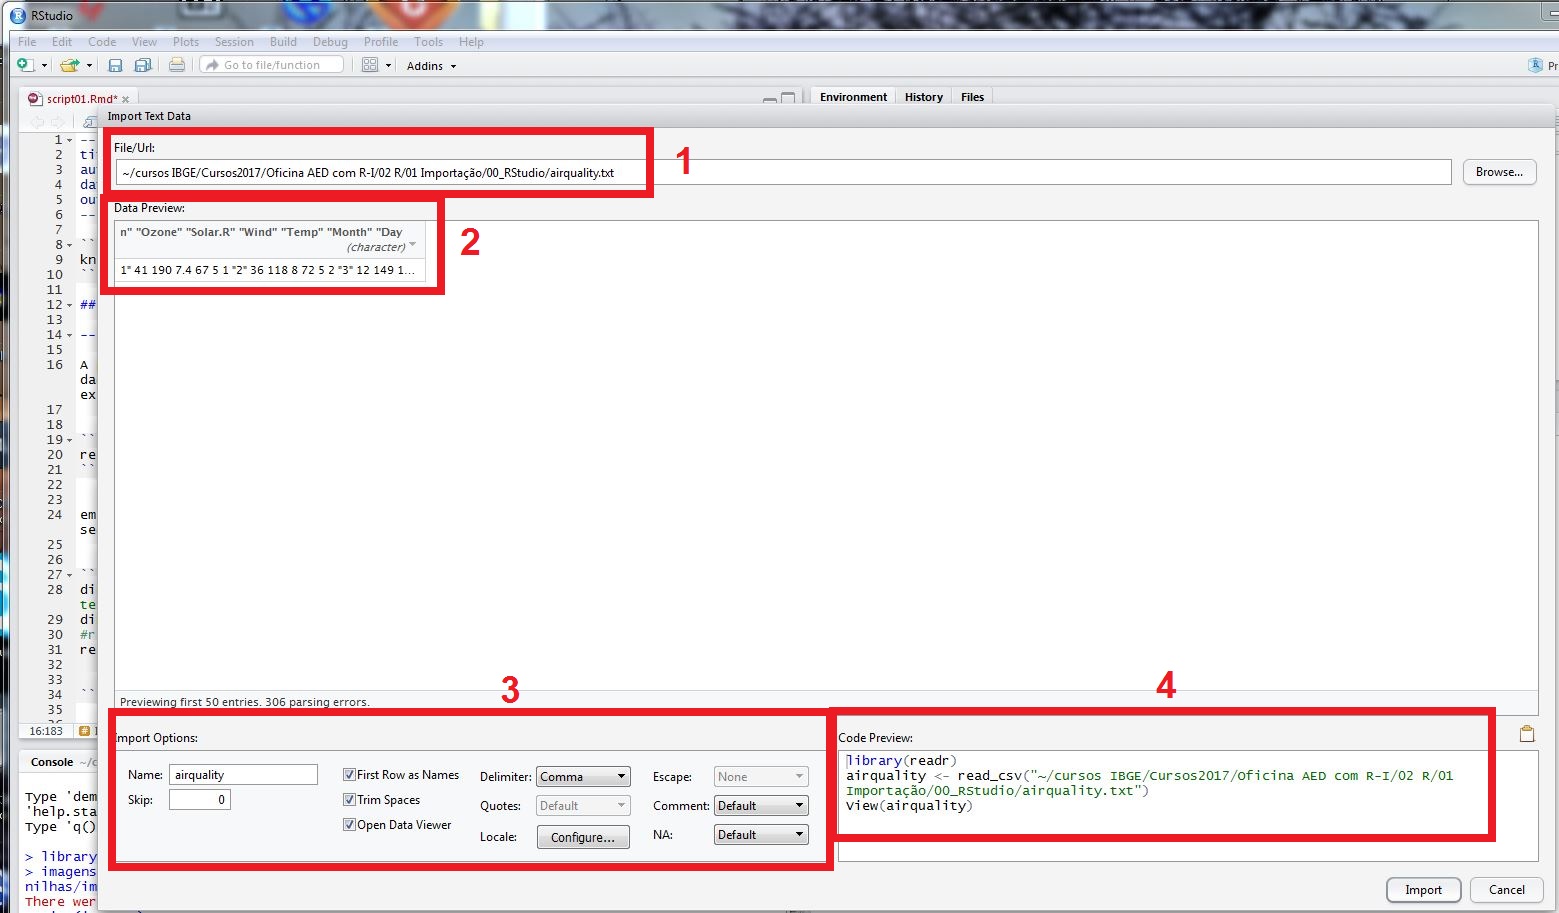 RStudio
File Edit Code View Plots Session Build Debug Profile Tools Help
Go to file/function Addins Pr
script01.Rmd* Environment History Files
Import Text Data
File/Url:
~/cursos IBGE/Cursos2017/Oficina AED com R-I/02 R/01 Importação/00_RStudio/airquality.txt
1
Browse...
Data Preview:
n" "Ozone" "Solar.R" "Wind" "Temp" "Month" "Day
(character)
1" 41 190 7.4 67 5 1 "2" 36 118 8 72 5 2 "3" 12 149 1...
2
1 --
2 tit
3 au
4 da
5 ou
6 --
7
8 ``
9 kn
10 ``
11
12 ##
13
14 --
15
16 A
da
ex
17
18
19 ``
20 re
21 ``
22
23
24 em
se
25
26
27 ``
28 di
te
29 di
30 #r
31 re
32
33
34 ``
35
36
16:183
Previewing first 50 entries. 306 parsing errors.
3
Import Options:
Name: airquality
Skip: 0
First Row as Names
Trim Spaces
Open Data Viewer
Delimiter: Comma
Quotes: Default
Locale: Configure...
Escape: None
Comment: Default
NA: Default
4
Code Preview:
library(readr)
airquality <- read_csv("~/cursos IBGE/Cursos2017/Oficina AED com R-I/02 R/01
Importação/00_RStudio/airquality.txt")
View(airquality)
Import Cancel
Console ~/c
Type 'dem
'help.sta
Type 'q()
> library
> imagens
nilhas/im
There wer